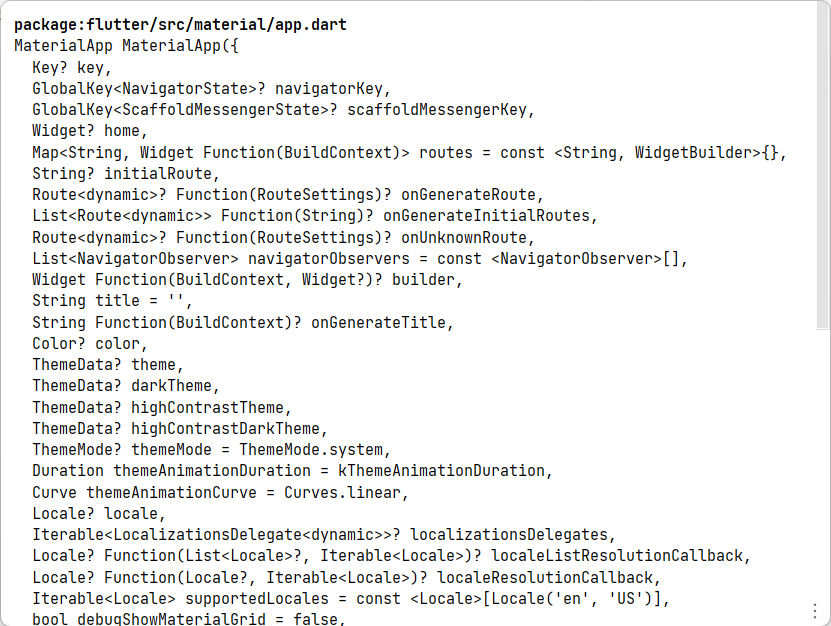 package:flutter/src/material/app.dart
MaterialApp MaterialApp({
  Key? key,
  GlobalKey<NavigatorState>? navigatorKey,
  GlobalKey<ScaffoldMessengerState>? scaffoldMessengerKey,
  Widget? home,
  Map<String, Widget Function(BuildContext)> routes = const <String, WidgetBuilder>{},
  String? initialRoute,
  Route<dynamic>? Function(RouteSettings)? onGenerateRoute,
  List<Route<dynamic>> Function(String)? onGenerateInitialRoutes,
  Route<dynamic>? Function(RouteSettings)? onUnknownRoute,
  List<NavigatorObserver> navigatorObservers = const <NavigatorObserver>[],
  Widget Function(BuildContext, Widget?)? builder,
  String title = '',
  String Function(BuildContext)? onGenerateTitle,
  Color? color,
  ThemeData? theme,
  ThemeData? darkTheme,
  ThemeData? highContrastTheme,
  ThemeData? highContrastDarkTheme,
  ThemeMode? themeMode = ThemeMode.system,
  Duration themeAnimationDuration = kThemeAnimationDuration,
  Curve themeAnimationCurve = Curves.linear,
  Locale? locale,
  Iterable<LocalizationsDelegate<dynamic>>? localizationsDelegates,
  Locale? Function(List<Locale>?, Iterable<Locale>)? localeListResolutionCallback,
  Locale? Function(Locale?, Iterable<Locale>)? localeResolutionCallback,
  Iterable<Locale> supportedLocales = const <Locale>[Locale('en', 'US')],
  bool debugShowMaterialGrid = false,